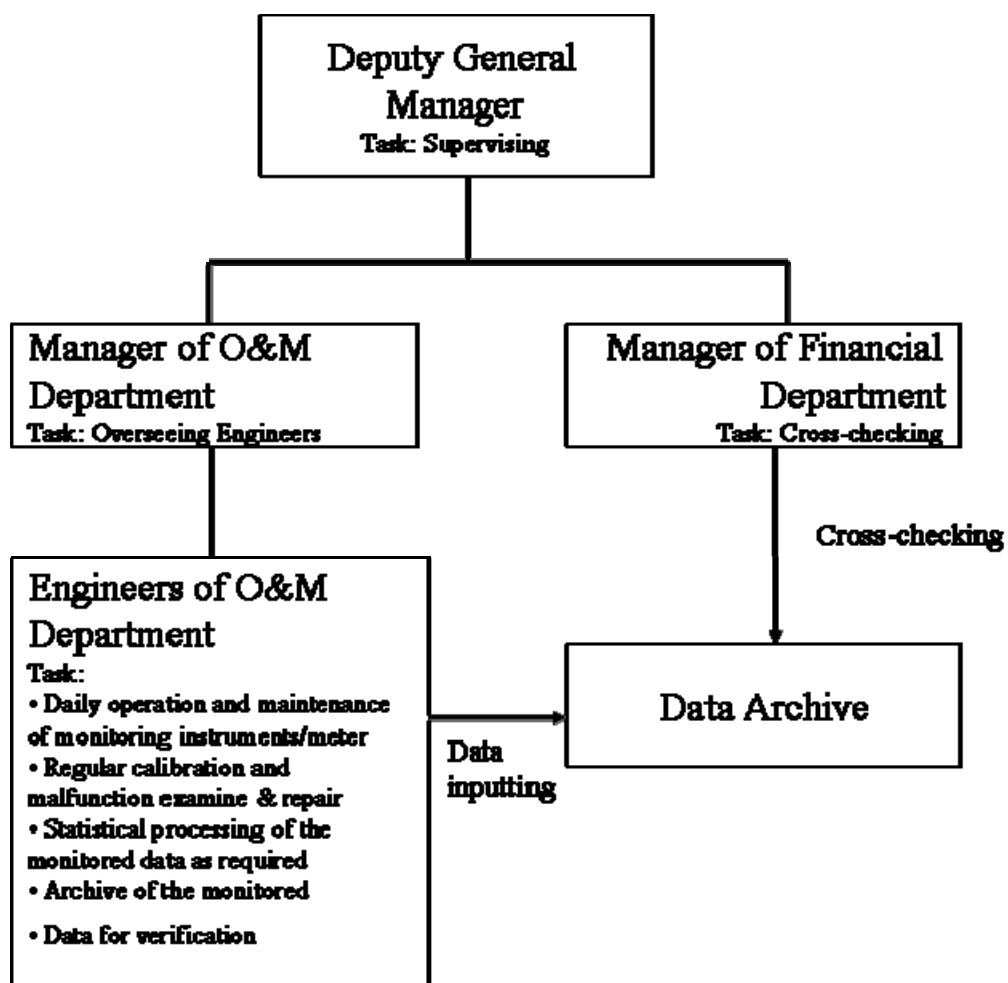 Deputy General
Manager
Task: Supervising
Manager of O&M
Department
Task: Overseeing Engineers
Manager of Financial
Department
Task: Cross-checking
Cross-checking
Engineers of O&M
Department
Task:
• Daily operation and maintenance
of monitoring instruments/meter
• Regular calibration and
malfunction examine & repair
• Statistical processing of the
monitored data as required
• Archive of the monitored
• Data for verification
Data
inputting
Data Archive